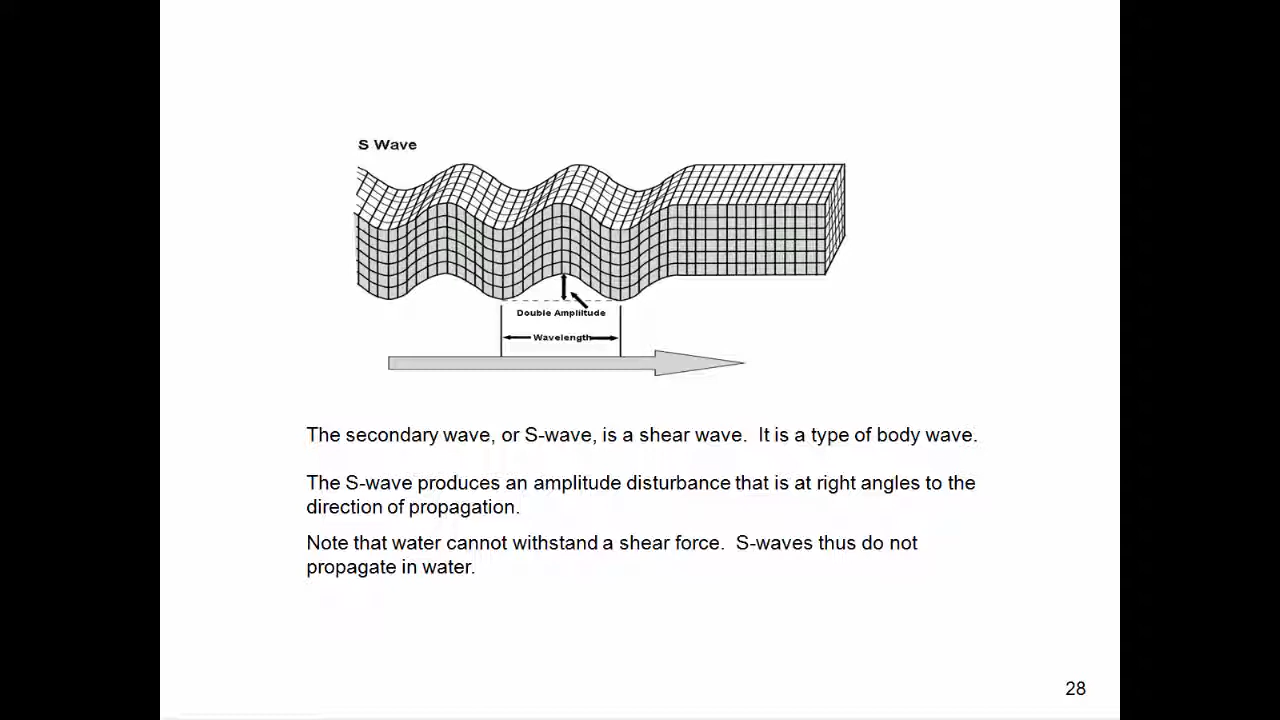 S Wave
Double Ampliitude
Wavelength
The secondary wave, or S-wave, is a shear wave.  It is a type of body wave.
The S-wave produces an amplitude disturbance that is at right angles to the
direction of propagation.
Note that water cannot withstand a shear force.  S-waves thus do not
propagate in water.
28